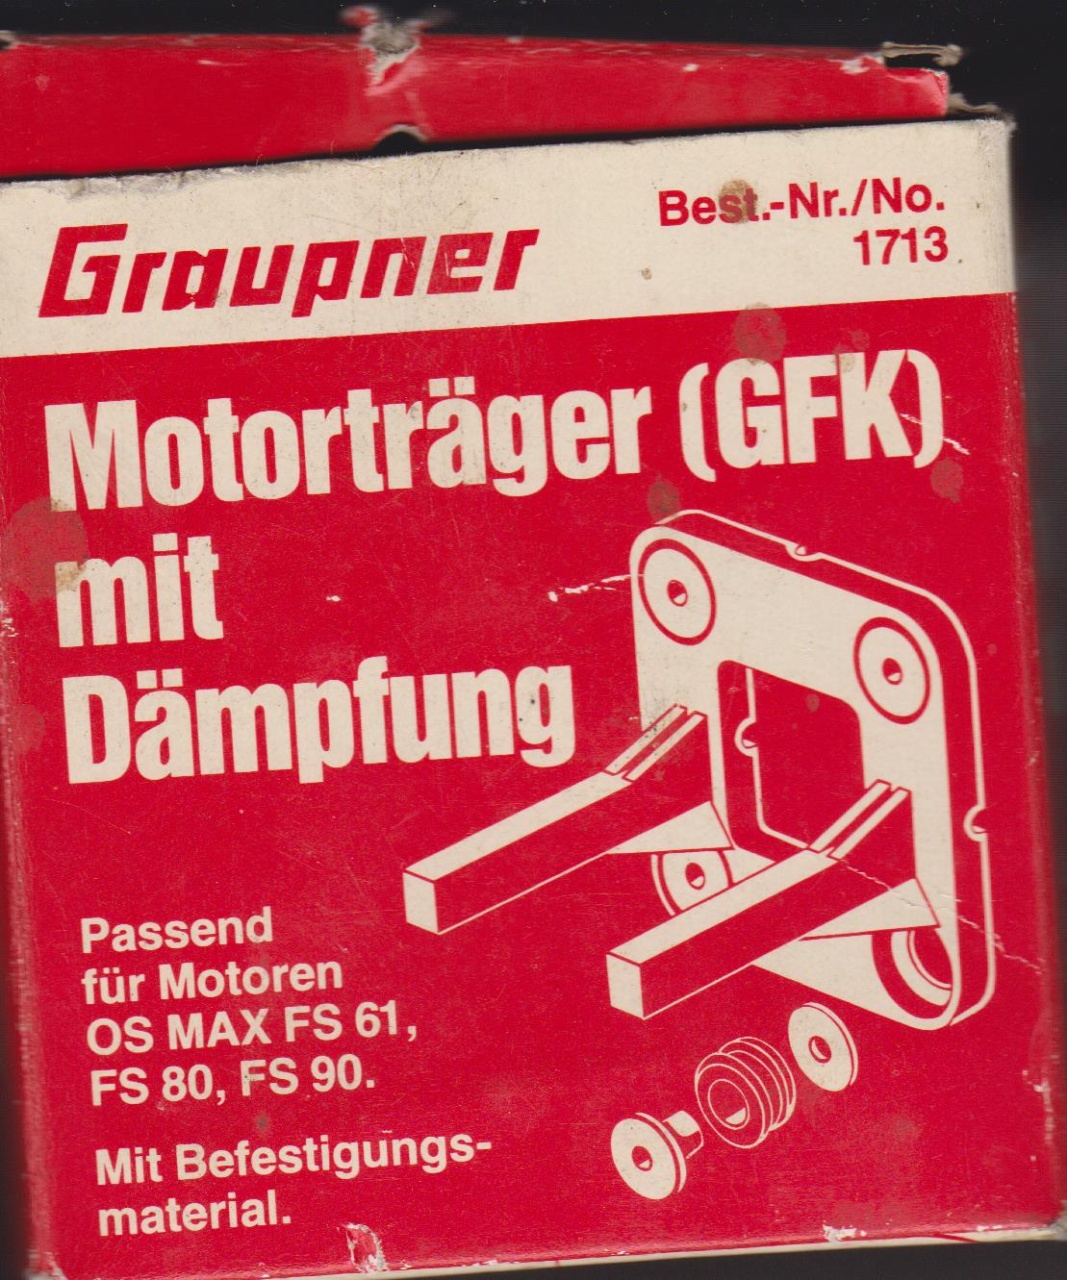 Graupner
Best.-Nr./No.
1713
Motorträger (GFK)
mit
Dämpfung
Passend
für Motoren
OS MAX FS 61,
FS 80, FS 90.
Mit Befestigungs-
material.